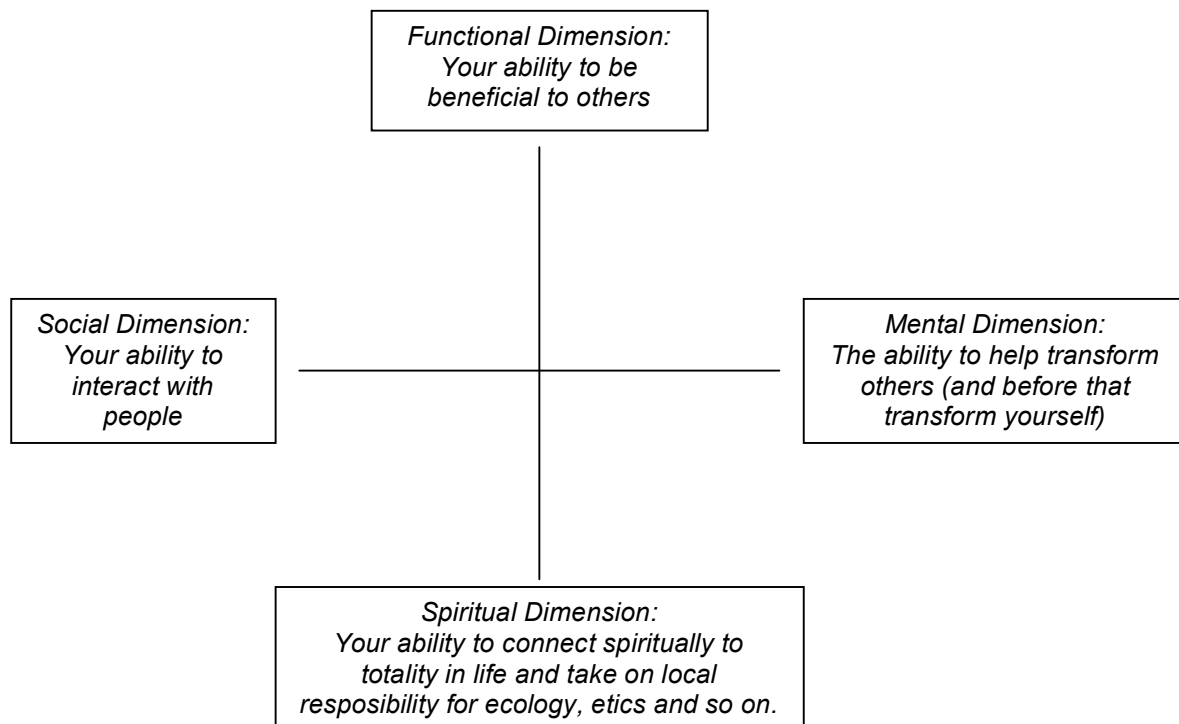 Functional Dimension:
Your ability to be
beneficial to others
Social Dimension:
Your ability to
interact with
people
Mental Dimension:
The ability to help transform
others (and before that
transform yourself)
Spiritual Dimension:
Your ability to connect spiritually to
totality in life and take on local
resposibility for ecology, etics and so on.